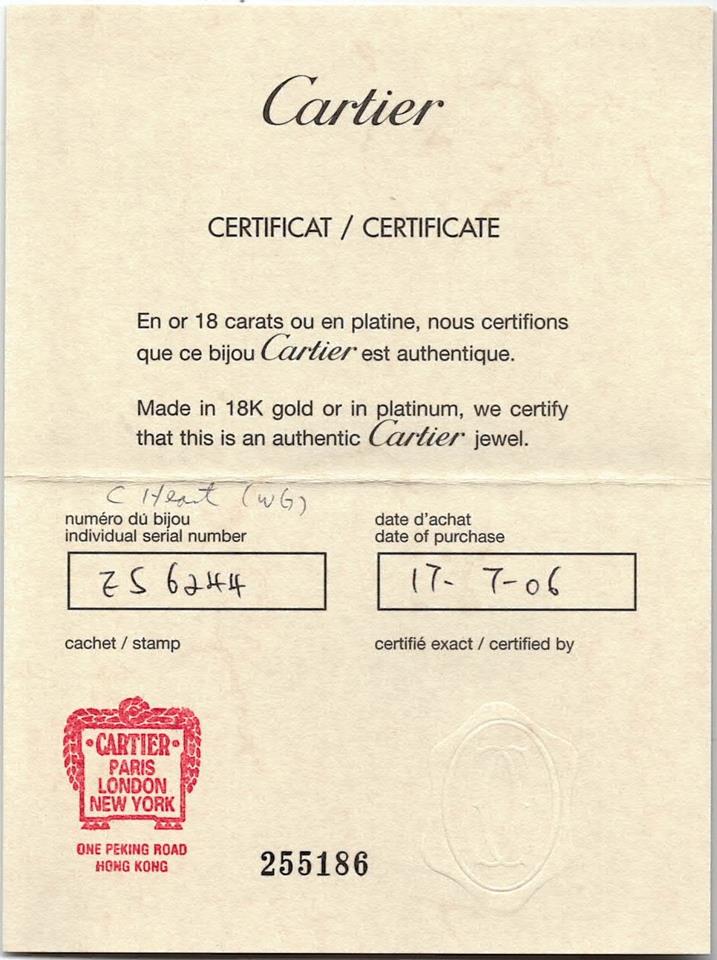 Cartier
CERTIFICAT / CERTIFICATE
En or 18 carats ou en platine, nous certifions
que ce bijou Cartier est authentique.
Made in 18K gold or in platinum, we certify
that this is an authentic Cartier jewel.
C Heart (WG)
numéro dú bijou
individual serial number
ZS 6244
date d'achat
date of purchase
17-7-06
cachet / stamp
certifié exact / certified by
CARTIER
PARIS
LONDON
NEW YORK
ONE PEKING ROAD
HONG KONG
255186